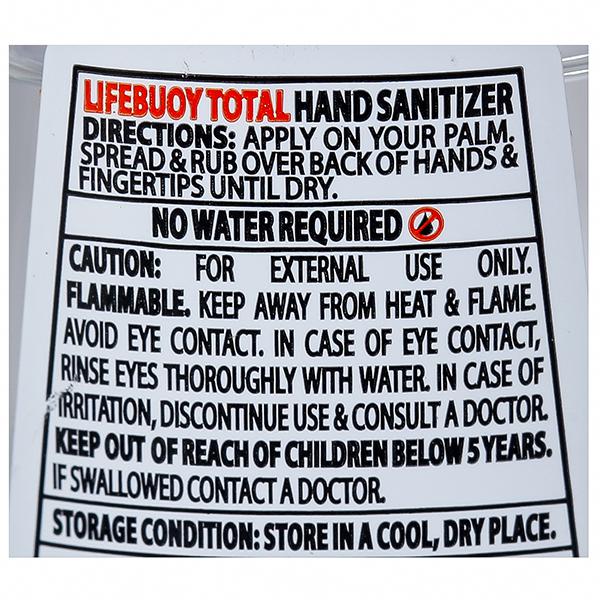 LIFEBUOY TOTAL HAND SANITIZER
DIRECTIONS: APPLY ON YOUR PALM.
SPREAD & RUB OVER BACK OF HANDS &
FINGERTIPS UNTIL DRY.
NO WATER REQUIRED
CAUTION: FOR EXTERNAL USE ONLY.
FLAMMABLE. KEEP AWAY FROM HEAT & FLAME.
AVOID EYE CONTACT. IN CASE OF EYE CONTACT,
RINSE EYES THOROUGHLY WITH WATER. IN CASE OF
IRRITATION, DISCONTINUE USE & CONSULT A DOCTOR.
KEEP OUT OF REACH OF CHILDREN BELOW 5 YEARS.
IF SWALLOWED CONTACT A DOCTOR.
STORAGE CONDITION: STORE IN A COOL, DRY PLACE.